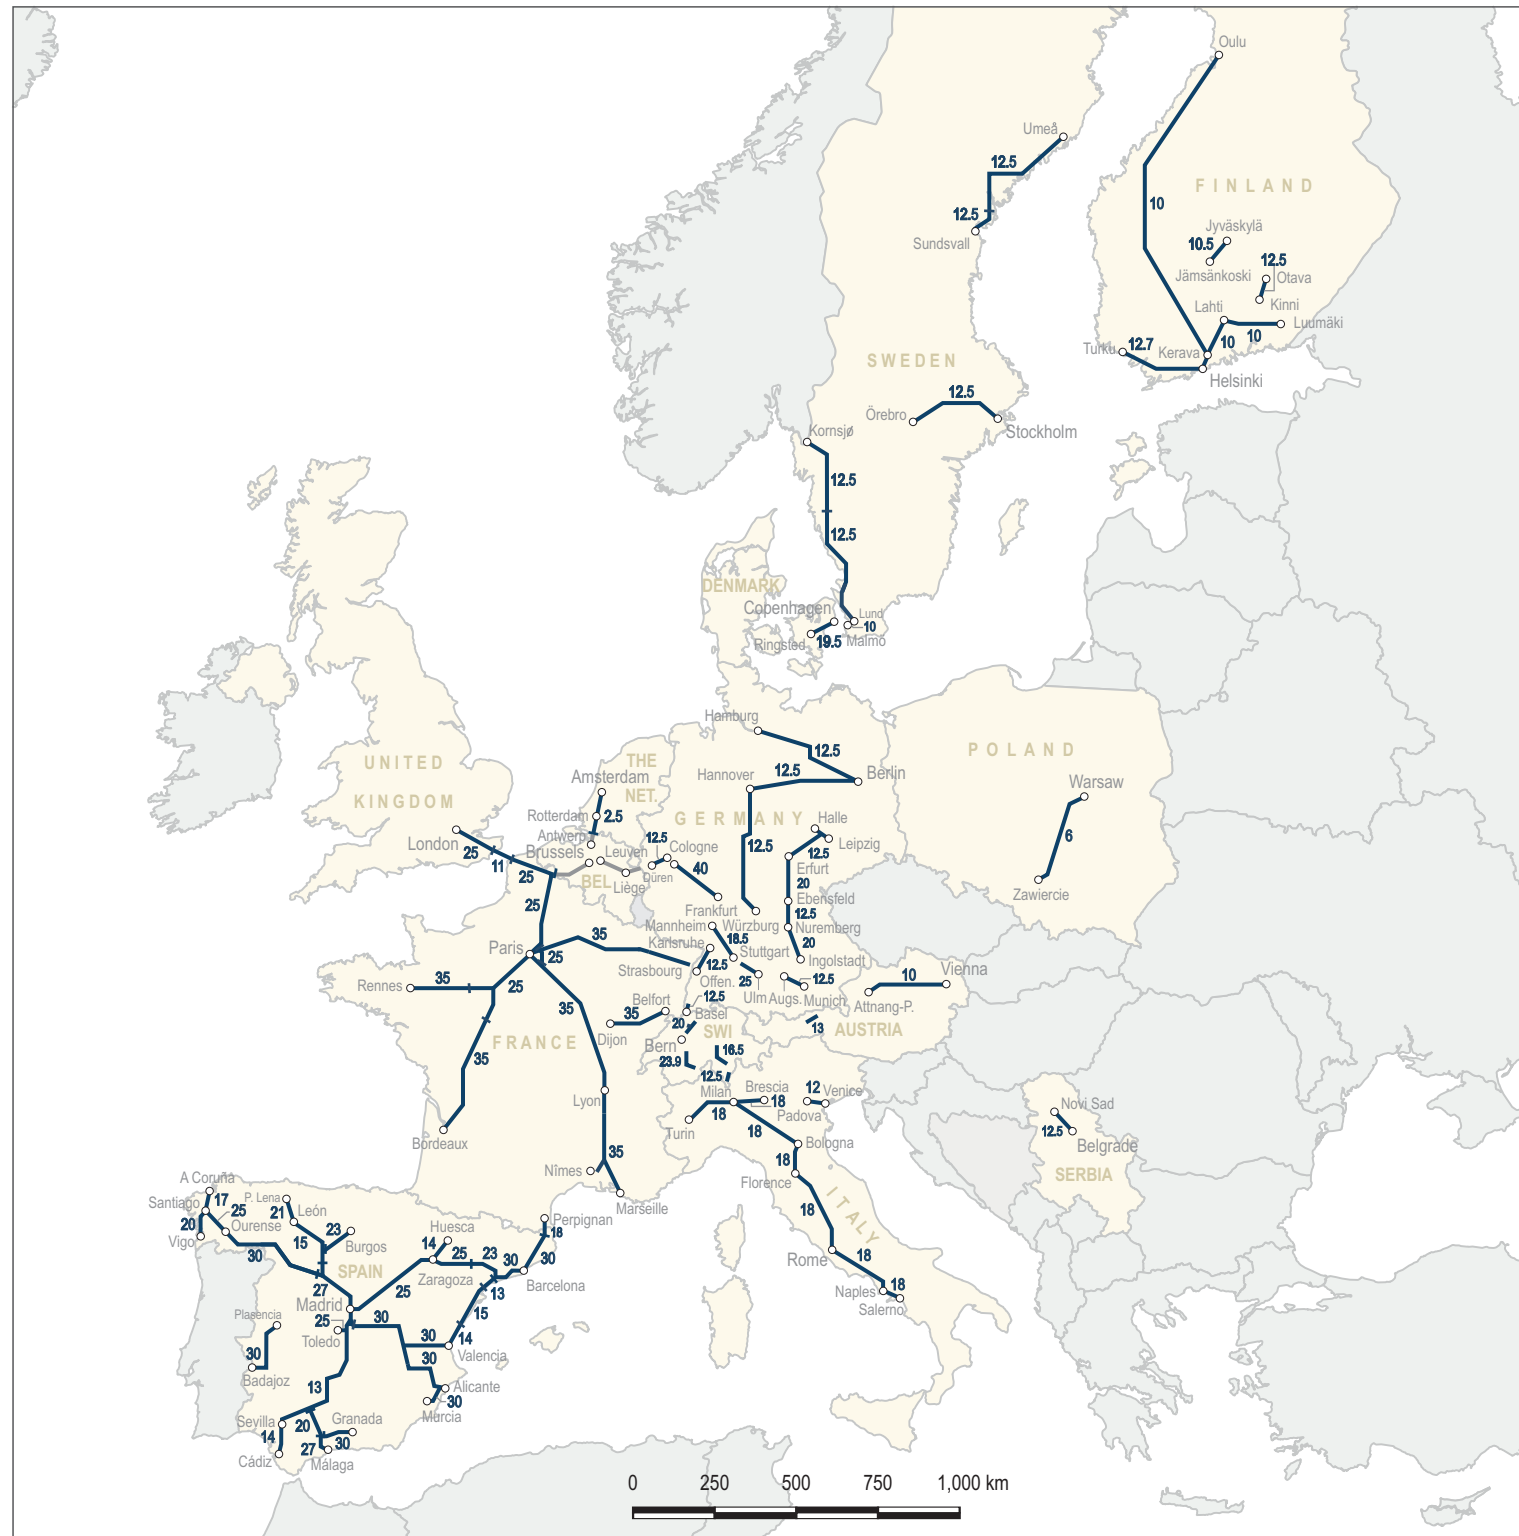 Oulu
Umeå
12.5
FINLAND
10
12.5
Sundsvall
Jyväskylä
10.5
12.5
Jämsänkoski
Otava
Kinni
Lahti
Luumäki
10
10
Turku
12.7
Kerava
Helsinki
SWEDEN
12.5
Örebro
Stockholm
Kornsjø
12.5
12.5
DENMARK
Copenhagen
Lund
10
Ringsted
19.5
Malmö
Hamburg
12.5
12.5
Hannover
Berlin
POLAND
Warsaw
6
Zawiercie
UNITED
KINGDOM
London
25
11
25
THE
NET.
Amsterdam
Rotterdam
2.5
Antwerp
Brussels
Leuven
BEL.
Liège
12.5
Cologne
Düren
40
GERMANY
12.5
Halle
Leipzig
12.5
Erfurt
20
Ebensfeld
12.5
Nuremberg
20
Ingolstadt
Frankfurt
Würzburg
Mannheim
18.5
Karlsruhe
Stuttgart
12.5
Strasbourg
Offen.
25
Ulm
Augs.
12.5
Munich
10
Vienna
Attnang-P.
AUSTRIA
13
25
Paris
25
35
Rennes
35
25
35
Belfort
35
Dijon
12.5
Basel
20
SWI
Bern
23.9
16.5
12.5
FRANCE
35
Lyon
Bordeaux
35
Nîmes
Marseille
Milan
Brescia
18
12
Venice
Padova
18
Turin
18
Bologna
18
Florence
ITALY
18
Rome
18
Naples
18
Salerno
Novi Sad
12.5
Belgrade
SERBIA
A Coruña
17
Santiago
25
20
Ourense
Vigo
30
P. Lena
21
León
15
23
Burgos
SPAIN
27
Huesca
14
25
23
Zaragoza
30
Perpignan
18
30
Barcelona
13
25
15
Madrid
25
30
Toledo
14
30
Valencia
30
Plasencia
30
Badajoz
Alicante
30
Murcia
13
Sevilla
20
Granada
14
27
30
Cádiz
Málaga
0 250 500 750 1,000 km